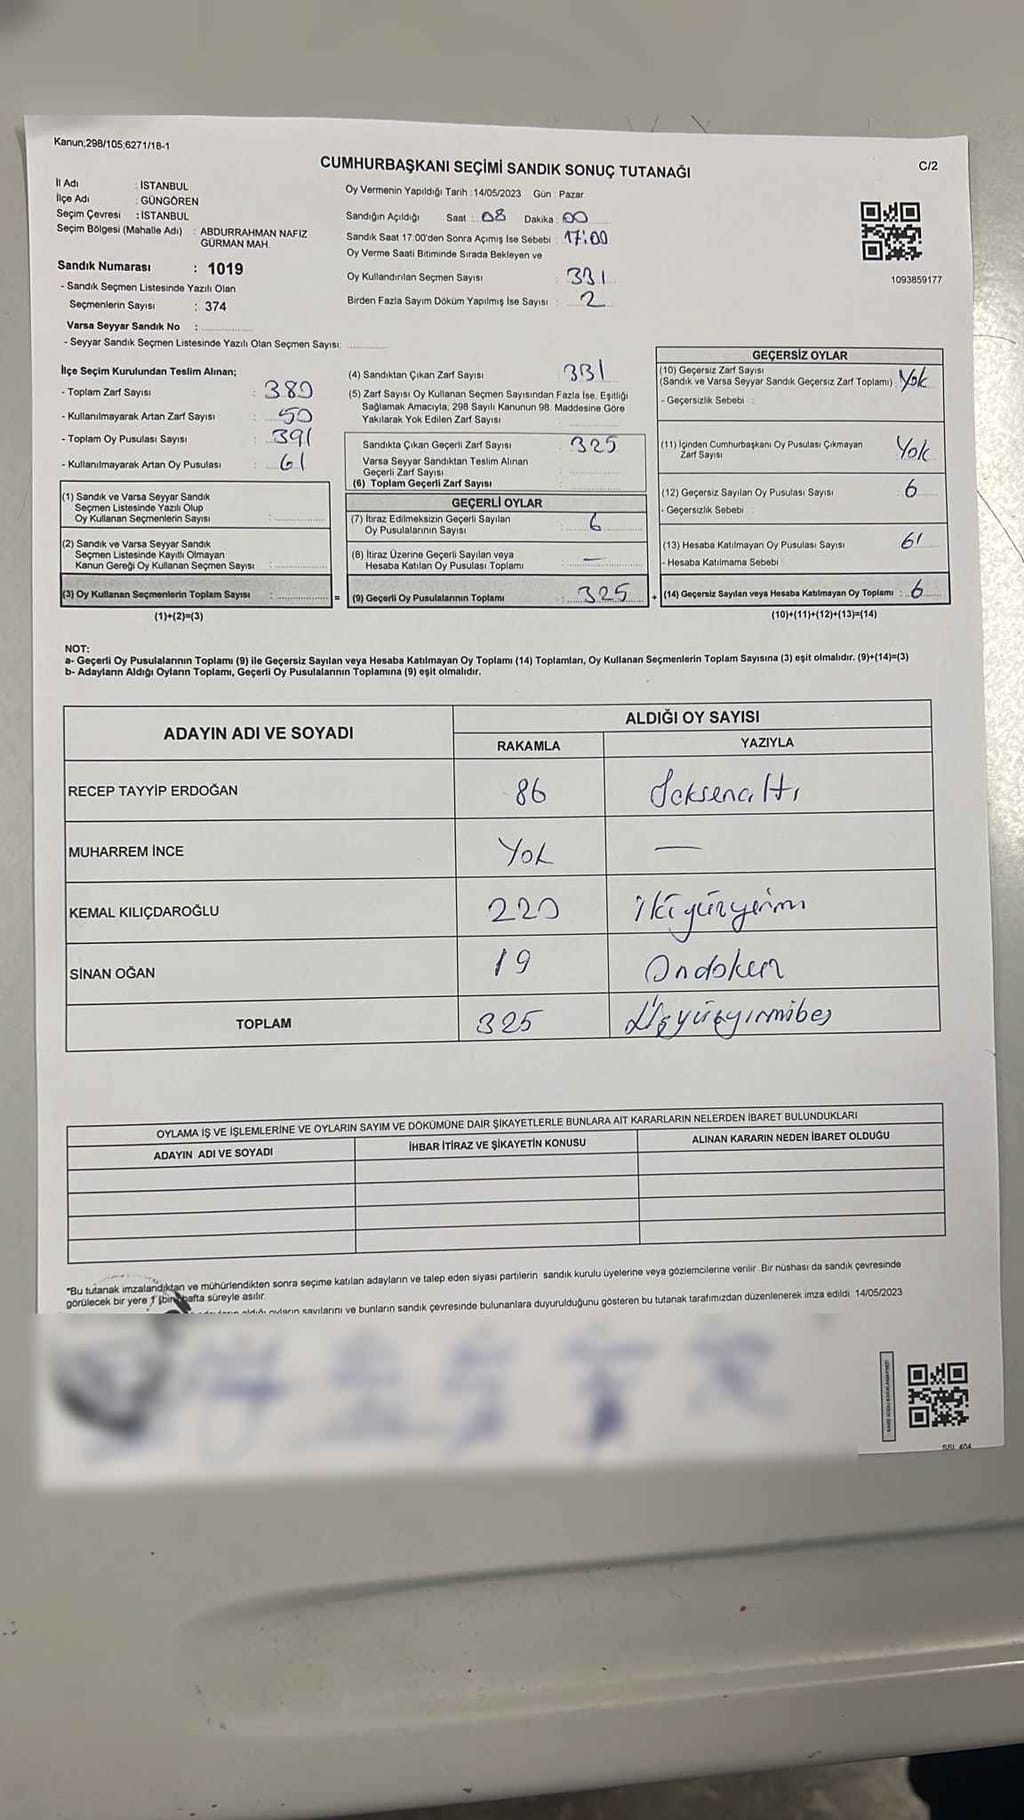 Kanun;298/105;6271/18-1
CUMHURBAŞKANI SEÇİMİ SANDIK SONUÇ TUTANAĞI
C/2
İl Adı : İSTANBUL
İlçe Adı : GÜNGÖREN
Seçim Çevresi : İSTANBUL
Seçim Bölgesi (Mahalle Adı) : ABDURRAHMAN NAFIZ
GÜRMAN MAH.
Sandık Numarası : 1019
- Sandık Seçmen Listesinde Yazılı Olan
Seçmenlerin Sayısı : 374
Varsa Seyyar Sandık No :
- Seyyar Sandık Seçmen Listesinde Yazılı Olan Seçmen Sayısı:
Oy Vermenin Yapıldığı Tarih : 14/05/2023 Gün : Pazar
Sandığın Açıldığı Saat : 08 Dakika : 00
Sandık Saat 17:00'den Sonra Açımış İse Sebebi : 17:00
Oy Verme Saati Bitiminde Sırada Bekleyen ve
Oy Kullandırılan Seçmen Sayısı : 331
Birden Fazla Sayım Döküm Yapılmış İse Sayısı : 2
1093859177
İlçe Seçim Kurulundan Teslim Alınan;
- Toplam Zarf Sayısı : 380
- Kullanılmayarak Artan Zarf Sayısı : 50
- Toplam Oy Pusulası Sayısı : 391
- Kullanılmayarak Artan Oy Pusulası : 61
(1) Sandık ve Varsa Seyyar Sandık
Seçmen Listesinde Yazılı Olup
Oy Kullanan Seçmenlerin Sayısı :
(2) Sandık ve Varsa Seyyar Sandık
Seçmen Listesinde Kayıtlı Olmayan
Kanun Gereği Oy Kullanan Seçmen Sayısı :
(3) Oy Kullanan Seçmenlerin Toplam Sayısı : =
(1)+(2)=(3)
(4) Sandıktan Çıkan Zarf Sayısı : 331
(5) Zarf Sayısı Oy Kullanan Seçmen Sayısından Fazla İse, Eşitliği
Sağlamak Amacıyla, 298 Sayılı Kanunun 98. Maddesine Göre
Yakılarak Yok Edilen Zarf Sayısı
Sandıkta Çıkan Geçerli Zarf Sayısı : 325
Varsa Seyyar Sandıktan Teslim Alınan
Geçerli Zarf Sayısı
(6) Toplam Geçerli Zarf Sayısı
GEÇERLİ OYLAR
(7) İtiraz Edilmeksizin Geçerli Sayılan
Oy Pusulalarının Sayısı : 6
(8) İtiraz Üzerine Geçerli Sayılan veya
Hesaba Katılan Oy Pusulası Toplamı : —
(9) Geçerli Oy Pusulalarının Toplamı : 325 +
GEÇERSİZ OYLAR
(10) Geçersiz Zarf Sayısı
(Sandık ve Varsa Seyyar Sandık Geçersiz Zarf Toplamı) : Yok
- Geçersizlik Sebebi :
(11) İçinden Cumhurbaşkanı Oy Pusulası Çıkmayan
Zarf Sayısı Yok
(12) Geçersiz Sayılan Oy Pusulası Sayısı : 6
- Geçersizlik Sebebi :
(13) Hesaba Katılmayan Oy Pusulası Sayısı : 61
- Hesaba Katılmama Sebebi :
(14) Geçersiz Sayılan veya Hesaba Katılmayan Oy Toplamı : 6
(10)+(11)+(12)+(13)=(14)
NOT:
a- Geçerli Oy Pusulalarının Toplamı (9) ile Geçersiz Sayılan veya Hesaba Katılmayan Oy Toplamı (14) Toplamları, Oy Kullanan Seçmenlerin Toplam Sayısına (3) eşit olmalıdır. (9)+(14)=(3)
b- Adayların Aldığı Oyların Toplamı, Geçerli Oy Pusulalarının Toplamına (9) eşit olmalıdır.
ADAYIN ADI VE SOYADI ALDIĞI OY SAYISI
RAKAMLA YAZIYLA
RECEP TAYYİP ERDOĞAN 86 Seksenaltı
MUHARREM İNCE Yok —
KEMAL KILIÇDAROĞLU 220 ikiyüzyirmi
SİNAN OĞAN 19 Ondokuz
TOPLAM 325 Üçyüzyirmibeş
OYLAMA İŞ VE İŞLEMLERİNE VE OYLARIN SAYIM VE DÖKÜMÜNE DAİR ŞİKAYETLERLE BUNLARA AİT KARARLARIN NELERDEN İBARET BULUNDUKLARI
ADAYIN ADI VE SOYADI İHBAR İTİRAZ VE ŞİKAYETİN KONUSU ALINAN KARARIN NEDEN İBARET OLDUĞU
*Bu tutanak imzalandıktan ve mühürlendikten sonra seçime katılan adayların ve talep eden siyasi partilerin sandık kurulu üyelerine veya gözlemcilerine verilir. Bir nüshası da sandık çevresinde
görülecek bir yere 1 (bir) hafta süreyle asılır.
oyların sayılarını ve bunların sandık çevresinde bulunanlara duyurulduğunu gösteren bu tutanak tarafımızdan düzenlenerek imza edildi. 14/05/2023
SSL 404